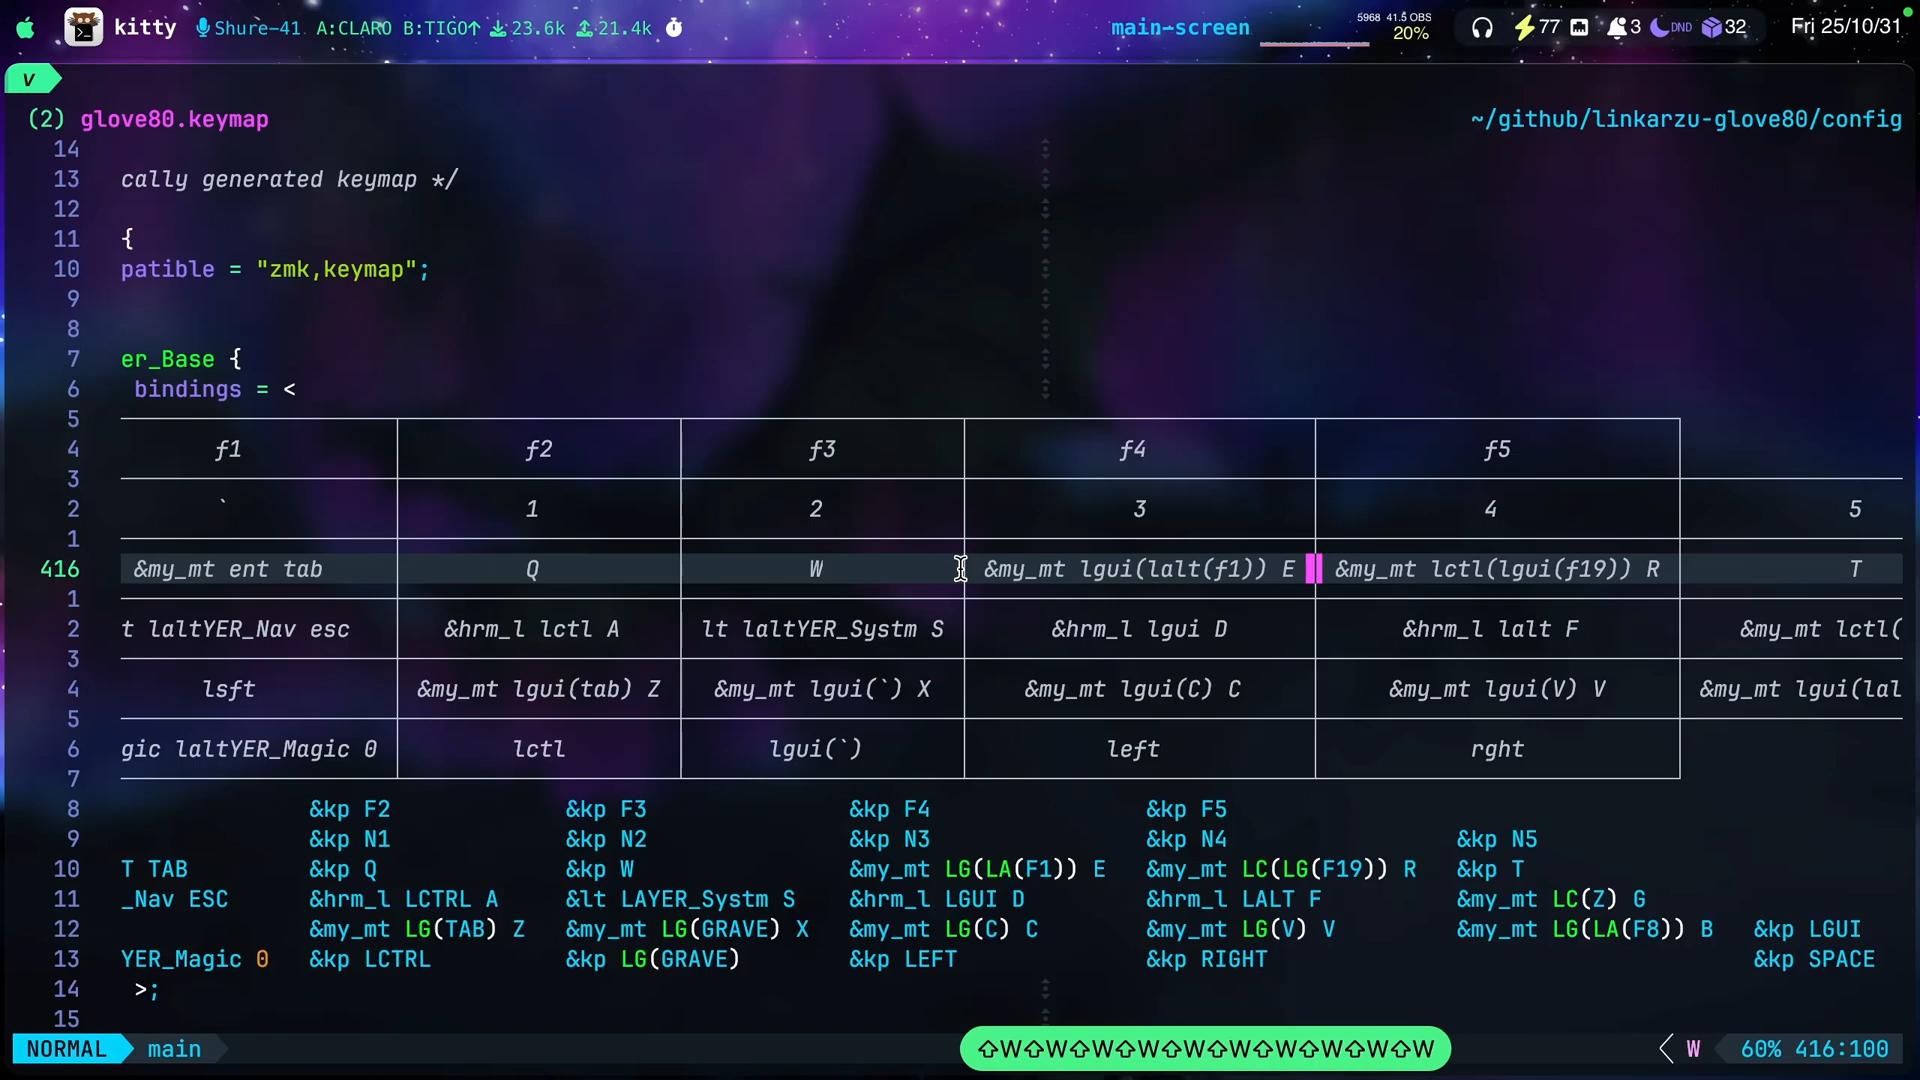 kitty Shure-41 A:CLARO B:TIGO↑ 23.6k 21.4k main-screen 5968 41.5 OBS 20% 77 3 DND 32 Fri 25/10/31
v
(2) glove80.keymap ~/github/linkarzu-glove80/config
14
13 cally generated keymap */
12
11 {
10 patible = "zmk,keymap";
9
8
7 er_Base {
6 bindings = <
5
4 f1 f2 f3 f4 f5
3
2 ` 1 2 3 4 5
1
416 &my_mt ent tab Q W &my_mt lgui(lalt(f1)) E &my_mt lctl(lgui(f19)) R T
1
2 t laltYER_Nav esc &hrm_l lctl A lt laltYER_Systm S &hrm_l lgui D &hrm_l lalt F &my_mt lctl(
3
4 lsft &my_mt lgui(tab) Z &my_mt lgui(`) X &my_mt lgui(C) C &my_mt lgui(V) V &my_mt lgui(lal
5
6 gic laltYER_Magic 0 lctl lgui(`) left rght
7
8 &kp F2 &kp F3 &kp F4 &kp F5
9 &kp N1 &kp N2 &kp N3 &kp N4 &kp N5
10 T TAB &kp Q &kp W &my_mt LG(LA(F1)) E &my_mt LC(LG(F19)) R &kp T
11 _Nav ESC &hrm_l LCTRL A &lt LAYER_Systm S &hrm_l LGUI D &hrm_l LALT F &my_mt LC(Z) G
12 &my_mt LG(TAB) Z &my_mt LG(GRAVE) X &my_mt LG(C) C &my_mt LG(V) V &my_mt LG(LA(F8)) B &kp LGUI
13 YER_Magic 0 &kp LCTRL &kp LG(GRAVE) &kp LEFT &kp RIGHT &kp SPACE
14 >;
15
NORMAL main ⇧W⇧W⇧W⇧W⇧W⇧W⇧W⇧W⇧W⇧W W 60% 416:100